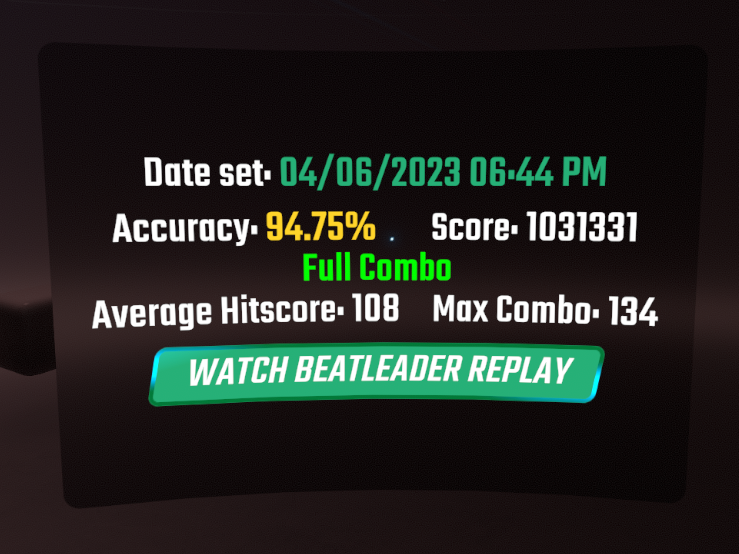 Date set: 04/06/2023 06:44 PM
Accuracy: 94.75% . Score: 1031331
Full Combo
Average Hitscore: 108 Max Combo: 134
WATCH BEATLEADER REPLAY